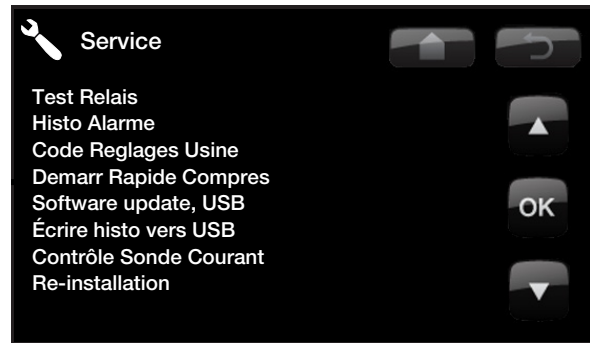 Service
Test Relais
Histo Alarme
Code Reglages Usine
Demarr Rapide Compres
Software update, USB
Écrire histo vers USB
Contrôle Sonde Courant
Re-installation
OK